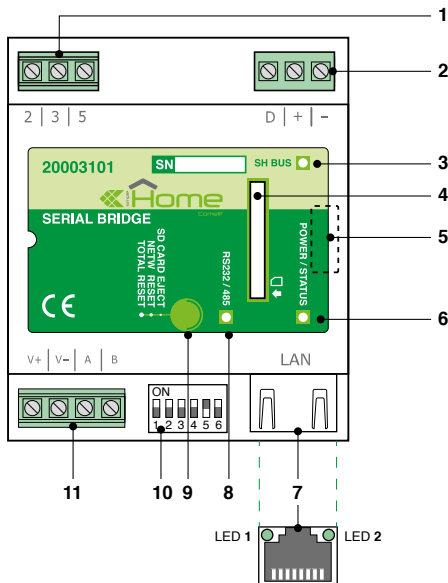 1
2
2 | 3 | 5
D | + | -
3
20003101
SN
SH BUS
4
Home
Comelit
SERIAL BRIDGE
5
SD CARD EJECT
NETW RESET
TOTAL RESET
RS232 / 485
POWER / STATUS
6
CE
V+ | V- | A | B
LAN
ON
1 2 3 4 5 6
11
10
9
8
7
LED 1
LED 2